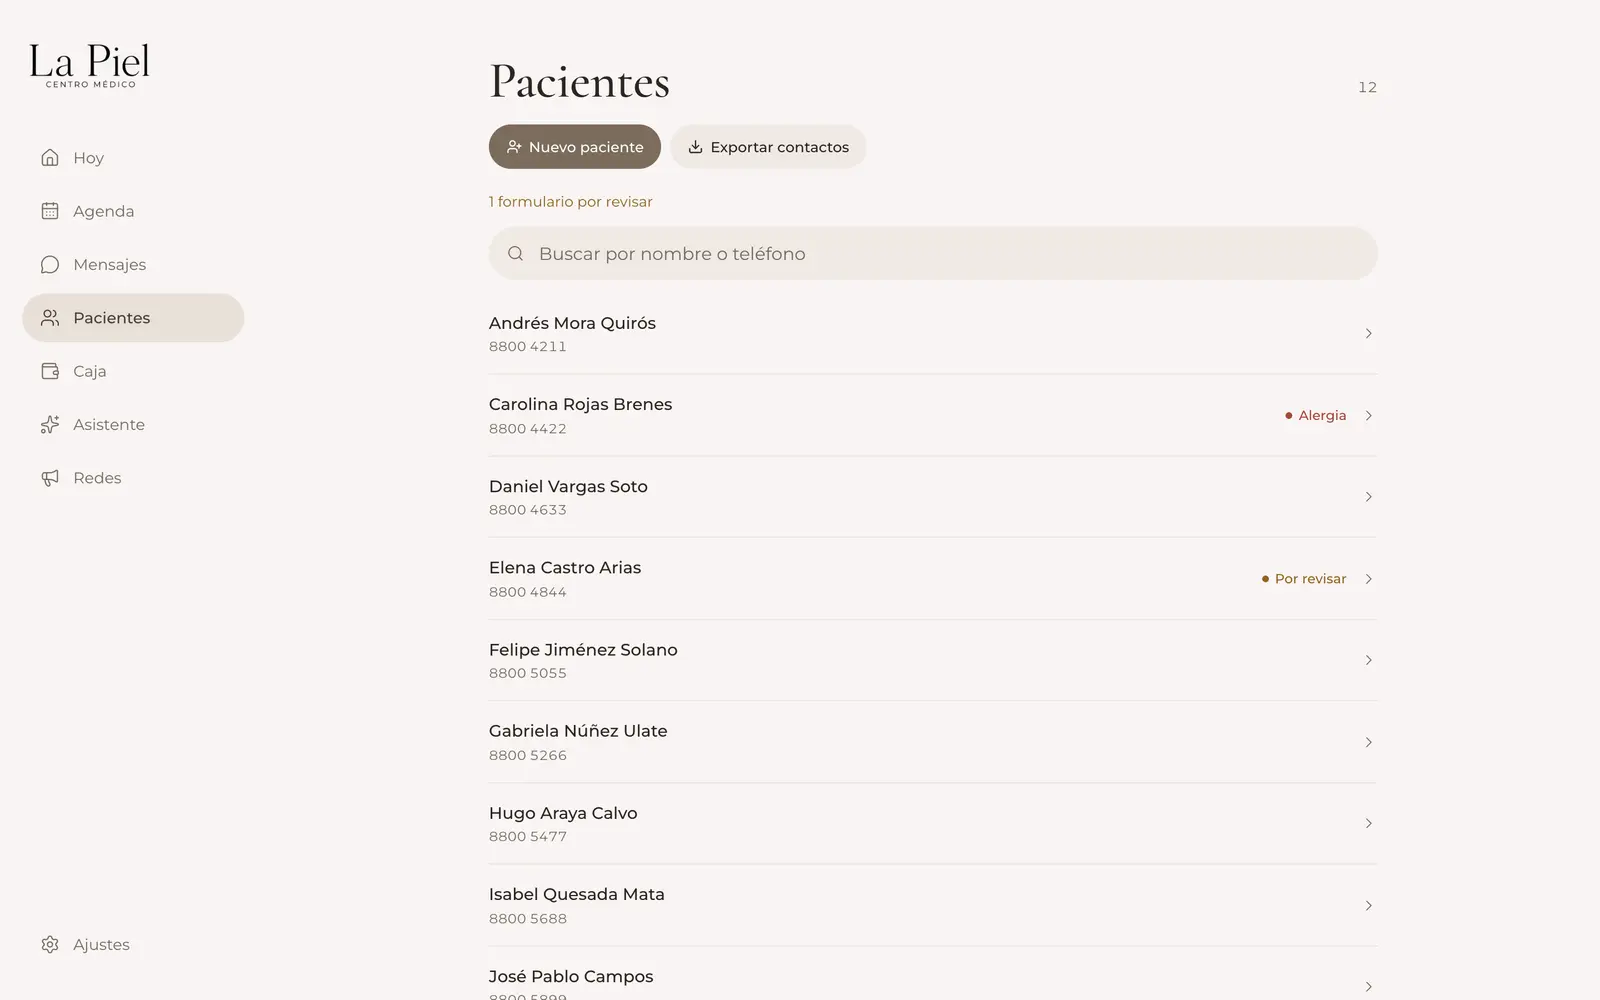 La Piel
CENTRO MÉDICO
Hoy
Agenda
Mensajes
Pacientes
Caja
Asistente
Redes
Ajustes
Pacientes
12
Nuevo paciente
Exportar contactos
1 formulario por revisar
Buscar por nombre o teléfono
Andrés Mora Quirós
8800 4211
Carolina Rojas Brenes
8800 4422
Alergia
Daniel Vargas Soto
8800 4633
Elena Castro Arias
8800 4844
Por revisar
Felipe Jiménez Solano
8800 5055
Gabriela Núñez Ulate
8800 5266
Hugo Araya Calvo
8800 5477
Isabel Quesada Mata
8800 5688
José Pablo Campos
8800 5899